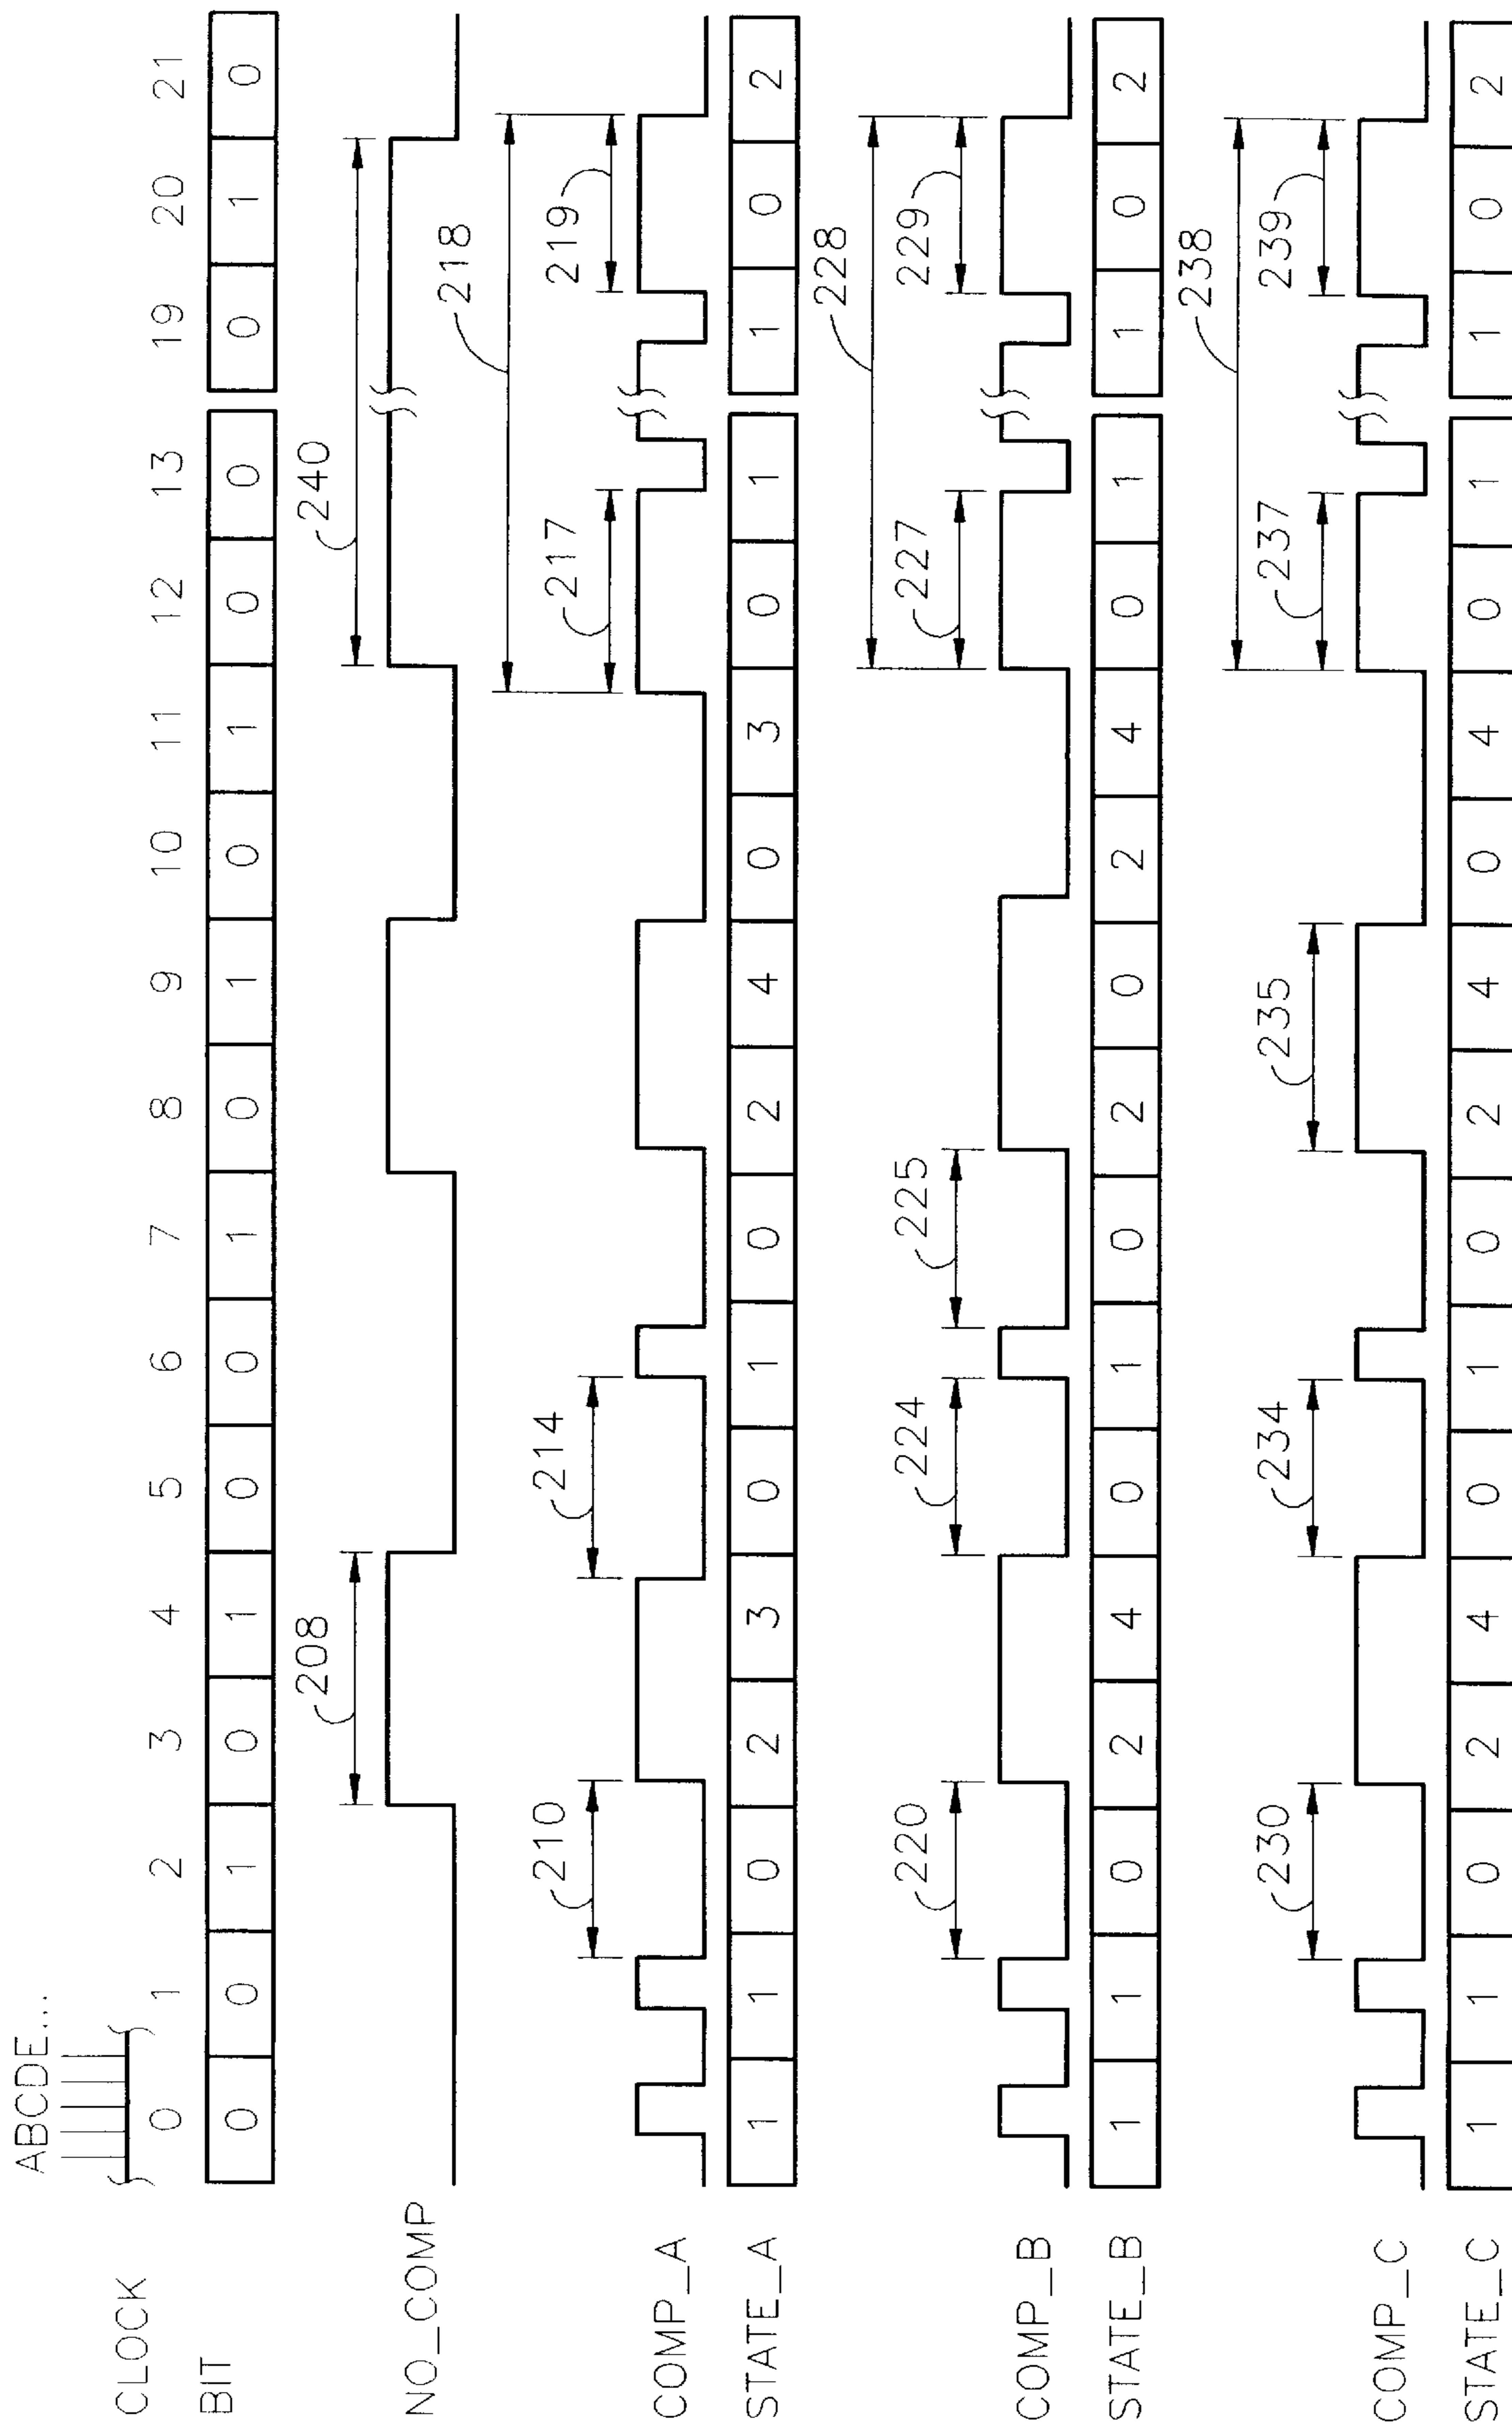 ABCDE...
CLOCK 0 1 2 3 4 5 6 7 8 9 10 11 12 13 19 20 21
BIT 0 0 1 0 1 0 0 1 0 1 0 1 0 0 0 1 0
208 240
NO_COMP
218
210 214 217 219
COMP_A
STATE_A 1 1 0 2 3 0 1 0 2 4 0 3 0 1 1 0 2
228
220 224 225 227 229
COMP_B
STATE_B 1 1 0 2 4 0 1 0 2 0 2 4 0 1 1 0 2
238
230 234 235 237 239
COMP_C
STATE_C 1 1 0 2 4 0 1 0 2 4 0 4 0 1 1 0 2